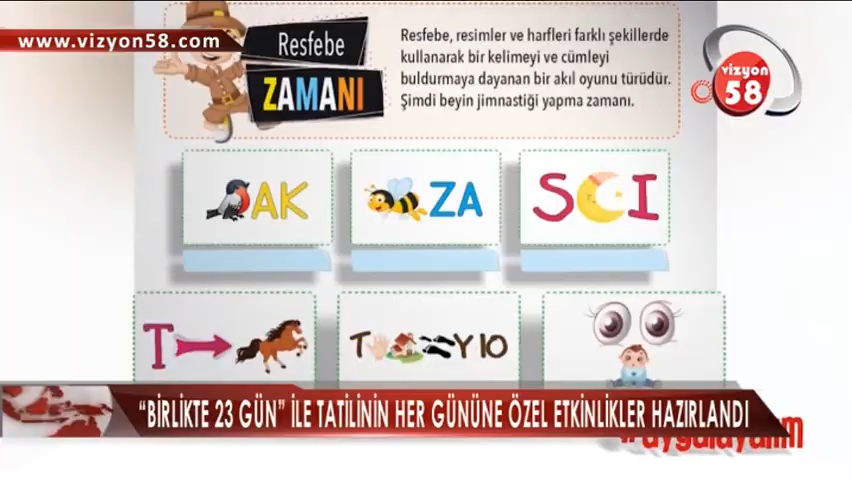 www.vizyon58.com
Resfebe
ZAMANI
Resfebe, resimler ve harfleri farklı şekillerde
kullanarak bir kelimeyi ve cümleyi
buldurmaya dayanan bir akıl oyunu türüdür.
Şimdi beyin jimnastiği yapma zamanı.
vizyon
58
AK
ZA
S I
T
T YIO
"BİRLİKTE 23 GÜN" İLE TATİLİNİN HER GÜNÜNE ÖZEL ETKİNLİKLER HAZIRLANDI